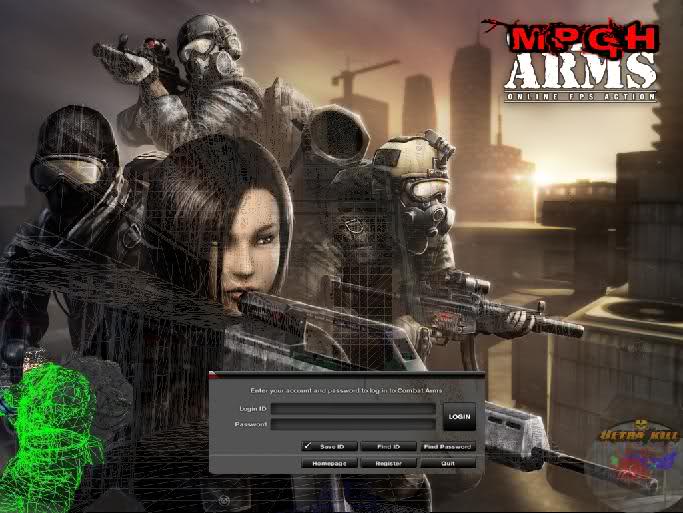 MPGH
ARMS
ONLINE FPS ACTION
Enter your account and password to log in to Combat Arms
Login ID
LOGIN
Password
✓ Save ID
Find ID
Find Password
Homepage
Register
Quit
ULTRA KILL